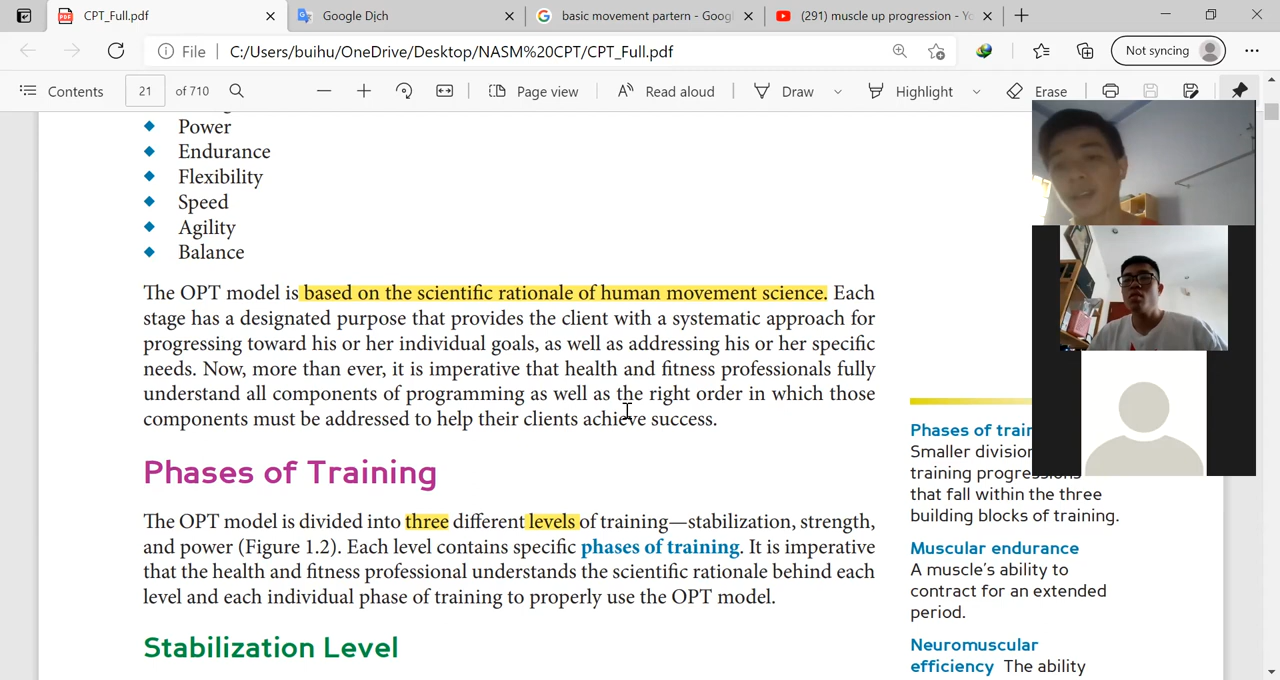 CPT_Full.pdf
Google Dịch
basic movement partern - Googl
(291) muscle up progression - Yo
File
C:/Users/buihu/OneDrive/Desktop/NASM%20CPT/CPT_Full.pdf
Not syncing
Contents
21
of 710
Page view
Read aloud
Draw
Highlight
Erase
Power
Endurance
Flexibility
Speed
Agility
Balance
The OPT model is based on the scientific rationale of human movement science. Each
stage has a designated purpose that provides the client with a systematic approach for
progressing toward his or her individual goals, as well as addressing his or her specific
needs. Now, more than ever, it is imperative that health and fitness professionals fully
understand all components of programming as well as the right order in which those
components must be addressed to help their clients achieve success.
Phases of Training
The OPT model is divided into three different levels of training—stabilization, strength,
and power (Figure 1.2). Each level contains specific phases of training. It is imperative
that the health and fitness professional understands the scientific rationale behind each
level and each individual phase of training to properly use the OPT model.
Stabilization Level
Phases of train
Smaller division
training progressions
that fall within the three
building blocks of training.
Muscular endurance
A muscle's ability to
contract for an extended
period.
Neuromuscular
efficiency The ability